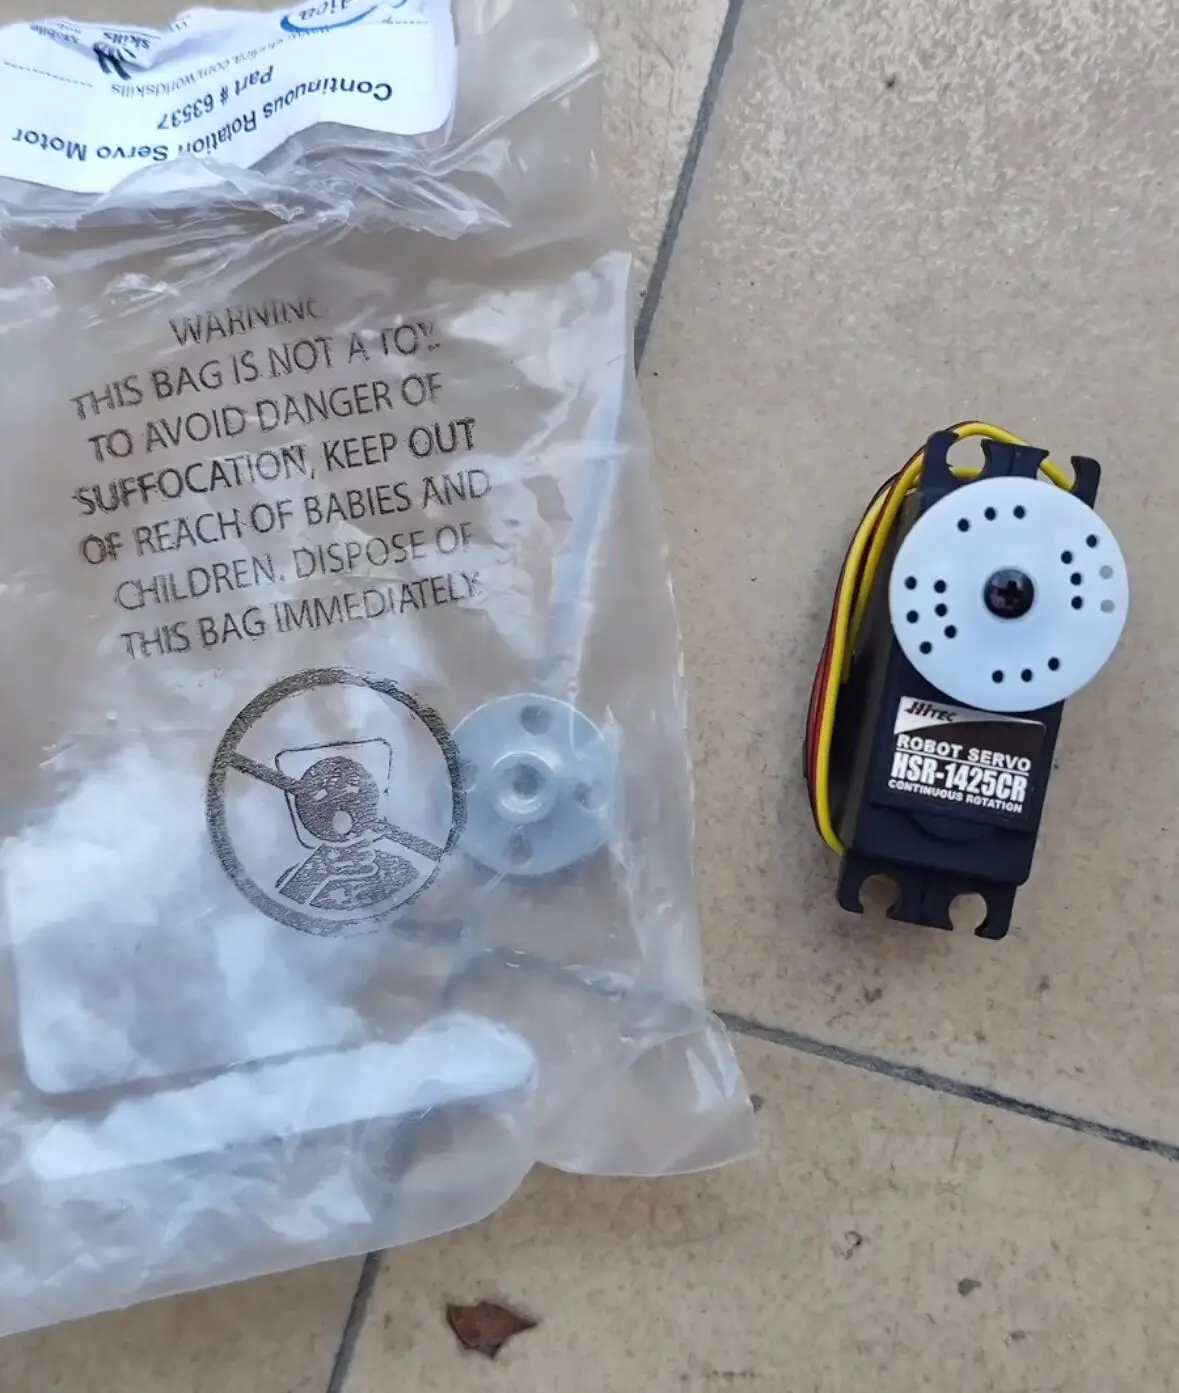 Continuous Rotation Servo Motor
Part # 63537
WARNING
THIS BAG IS NOT A TOY.
TO AVOID DANGER OF
SUFFOCATION, KEEP OUT
OF REACH OF BABIES AND
CHILDREN. DISPOSE OF
THIS BAG IMMEDIATELY.
HITEC
ROBOT SERVO
HSR-1425CR
CONTINUOUS ROTATION